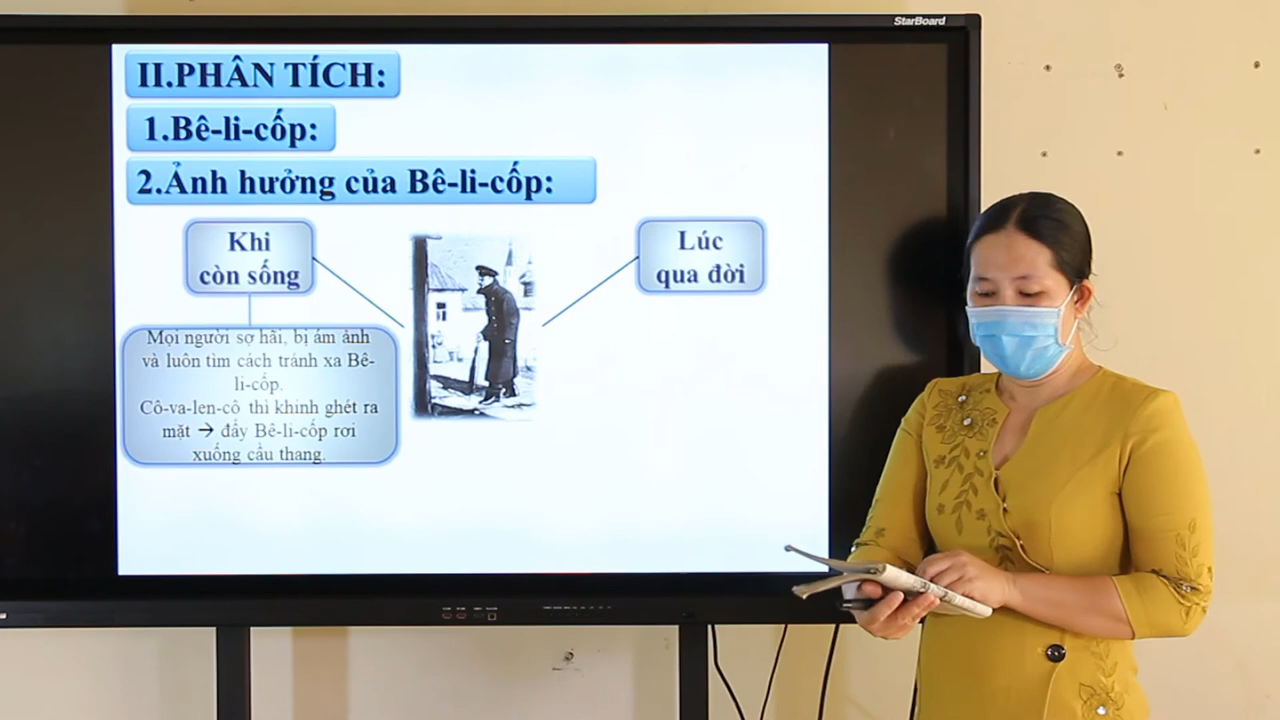 StarBoard
II.PHÂN TÍCH:
1.Bê-li-cốp:
2.Ảnh hưởng của Bê-li-cốp:
Khi
còn sống
Lúc
qua đời
Mọi người sợ hãi, bị ám ảnh
và luôn tìm cách tránh xa Bê-
li-cốp.
Cô-va-len-cô thì khinh ghét ra
mặt → đẩy Bê-li-cốp rơi
xuống cầu thang.